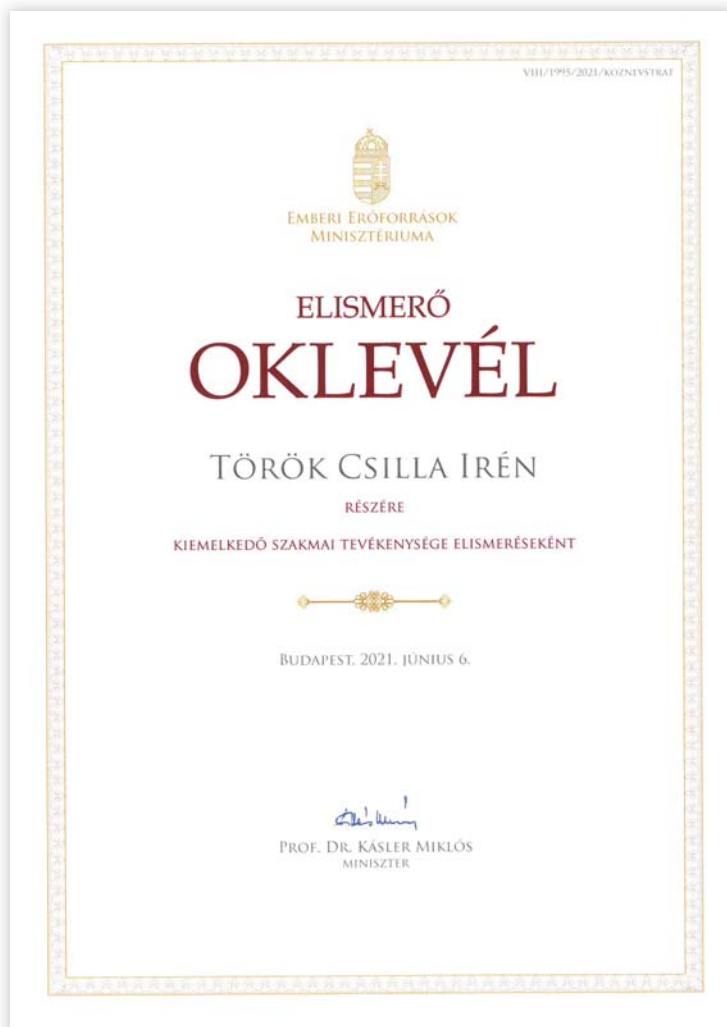 VIII/1995/2021/KOZNEVSTRAT
EMBERI ERŐFORRÁSOK
MINISZTÉRIUMA
ELISMERŐ
OKLEVÉL
TÖRÖK CSILLA IRÉN
RÉSZÉRE
KIEMELKEDŐ SZAKMAI TEVÉKENYSÉGE ELISMERÉSEKÉNT
BUDAPEST, 2021. JÚNIUS 6.
PROF. DR. KÁSLER MIKLÓS
MINISZTER